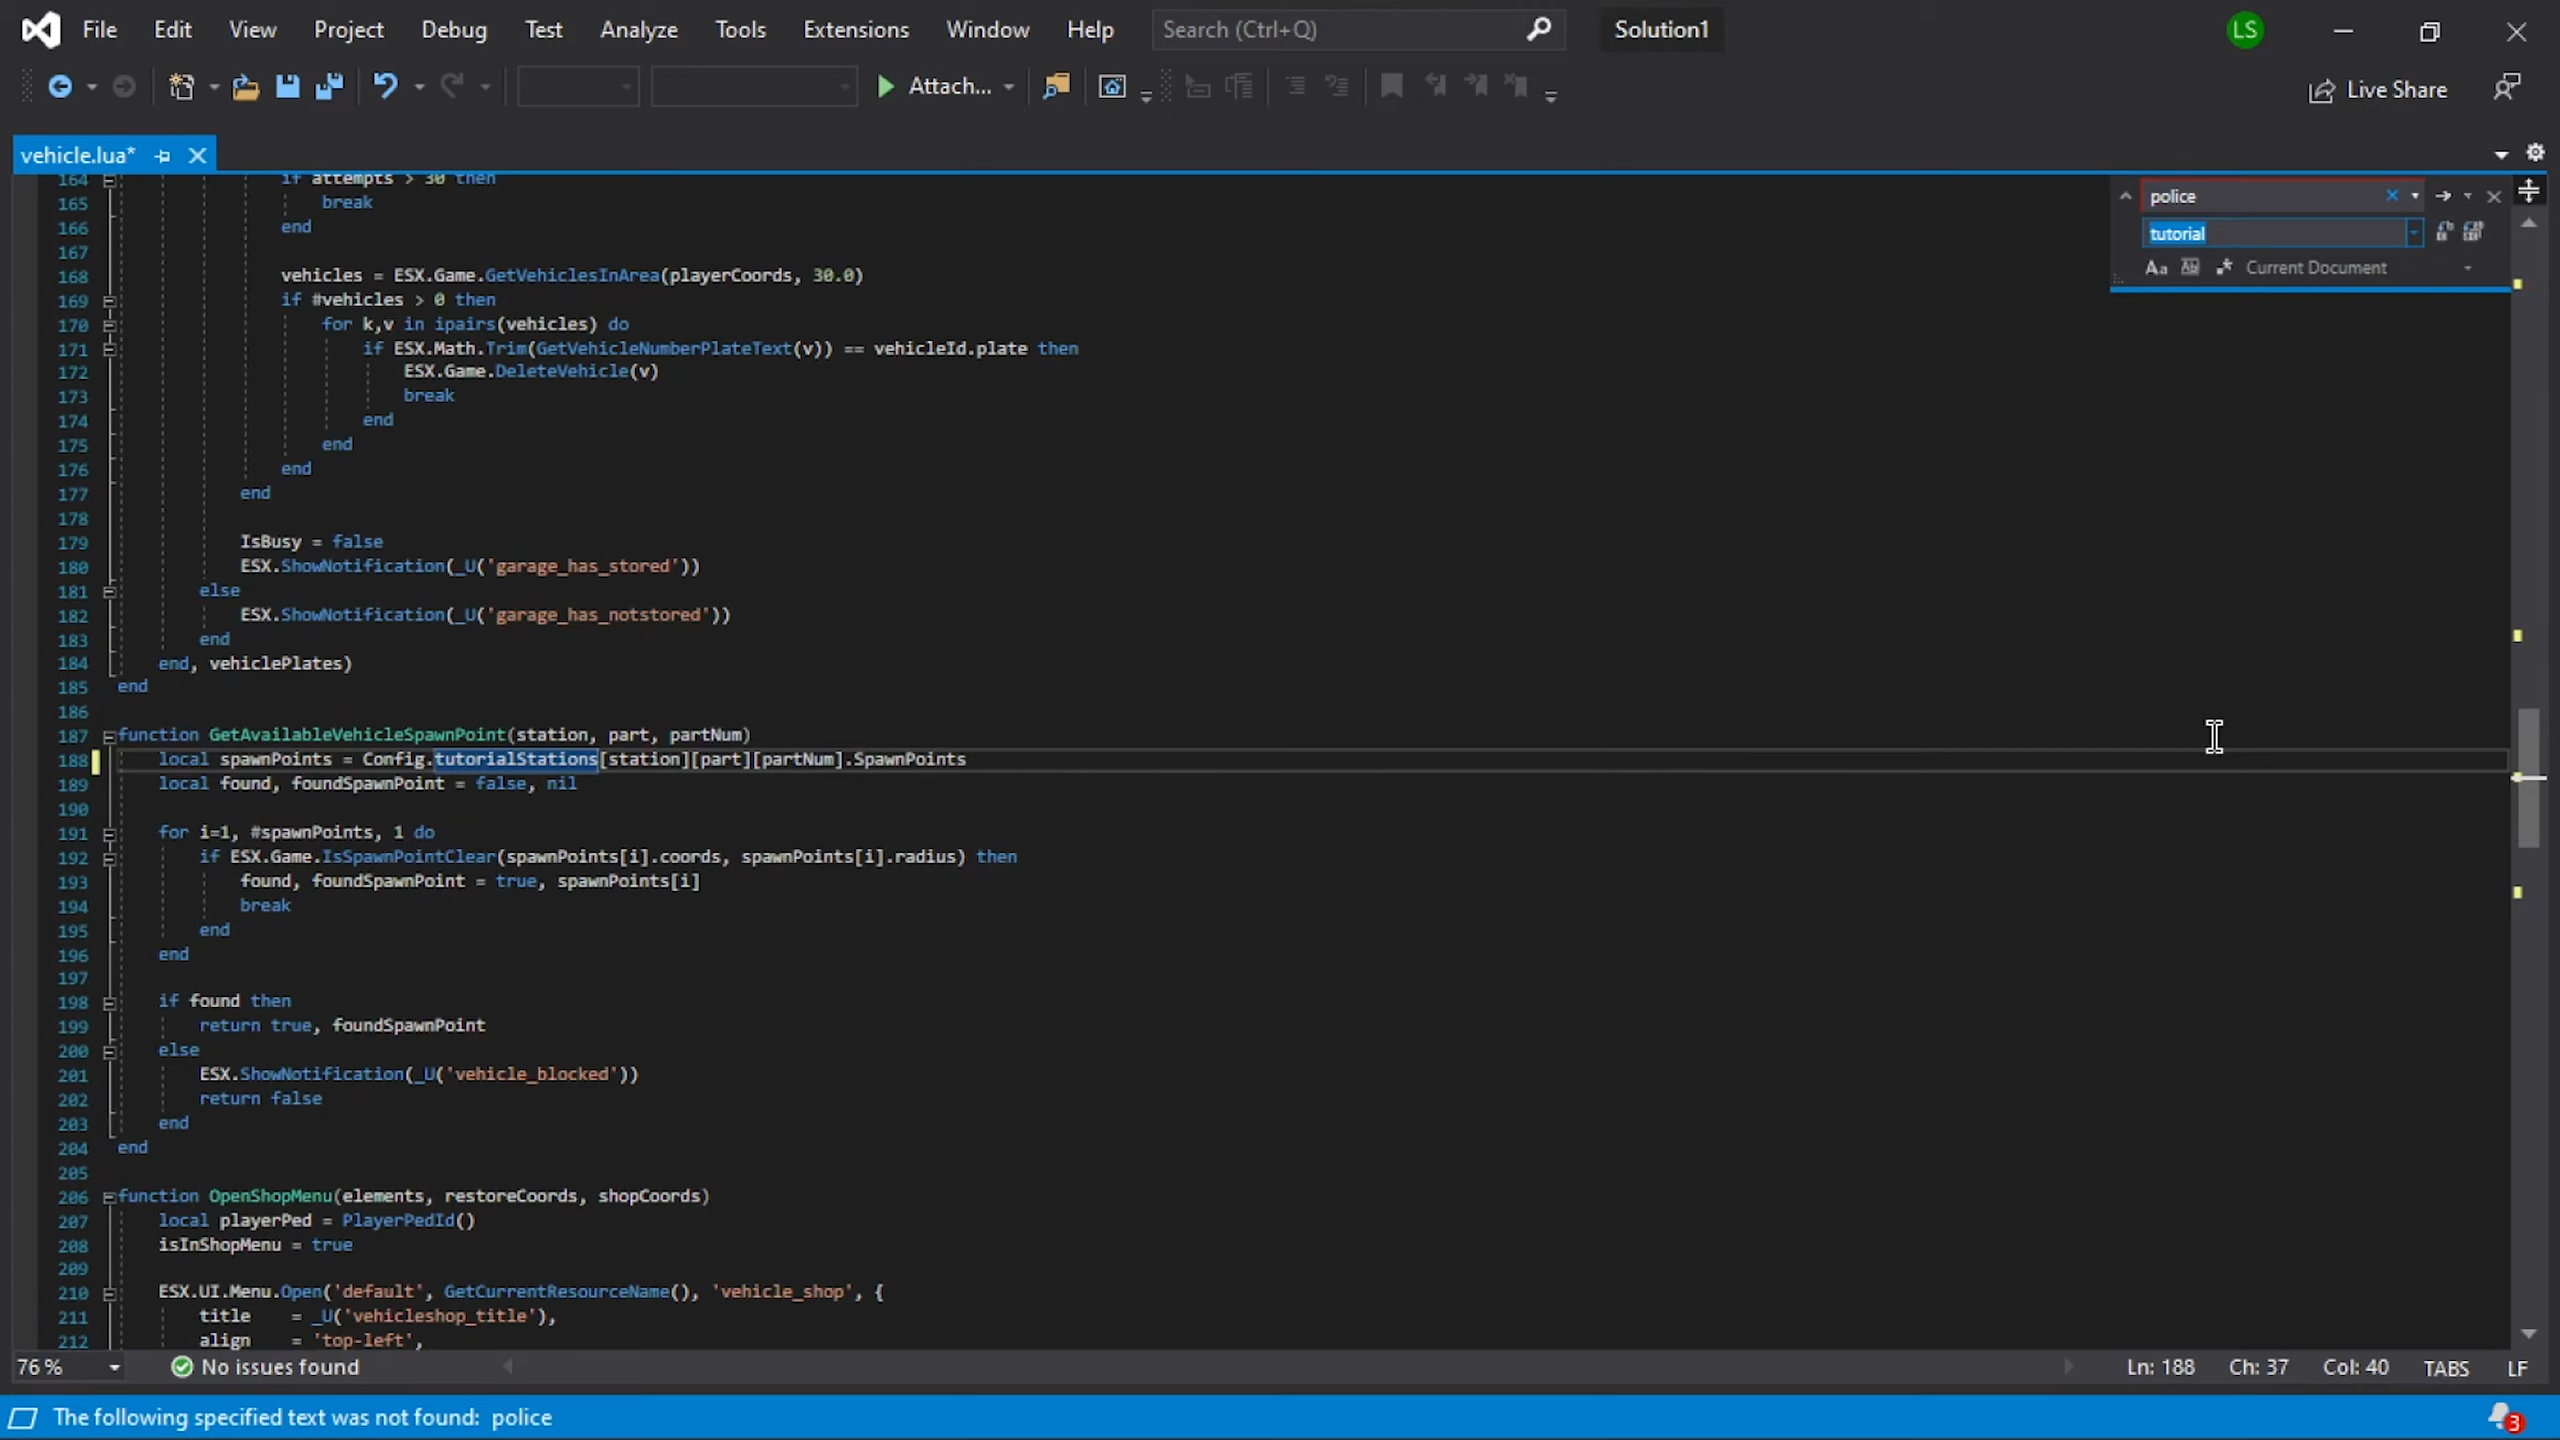 File Edit View Project Debug Test Analyze Tools Extensions Window Help Search (Ctrl+Q) Solution1 LS
Attach... Live Share
vehicle.lua*
police
tutorial
Aa Ab Current Document
164 if attempts > 30 then
165 break
166 end
167
168 vehicles = ESX.Game.GetVehiclesInArea(playerCoords, 30.0)
169 if #vehicles > 0 then
170 for k,v in ipairs(vehicles) do
171 if ESX.Math.Trim(GetVehicleNumberPlateText(v)) == vehicleId.plate then
172 ESX.Game.DeleteVehicle(v)
173 break
174 end
175 end
176 end
177 end
178
179 IsBusy = false
180 ESX.ShowNotification(_U('garage_has_stored'))
181 else
182 ESX.ShowNotification(_U('garage_has_notstored'))
183 end
184 end, vehiclePlates)
185 end
186
187 function GetAvailableVehicleSpawnPoint(station, part, partNum)
188 local spawnPoints = Config.tutorialStations[station][part][partNum].SpawnPoints
189 local found, foundSpawnPoint = false, nil
190
191 for i=1, #spawnPoints, 1 do
192 if ESX.Game.IsSpawnPointClear(spawnPoints[i].coords, spawnPoints[i].radius) then
193 found, foundSpawnPoint = true, spawnPoints[i]
194 break
195 end
196 end
197
198 if found then
199 return true, foundSpawnPoint
200 else
201 ESX.ShowNotification(_U('vehicle_blocked'))
202 return false
203 end
204 end
205
206 function OpenShopMenu(elements, restoreCoords, shopCoords)
207 local playerPed = PlayerPedId()
208 isInShopMenu = true
209
210 ESX.UI.Menu.Open('default', GetCurrentResourceName(), 'vehicle_shop', {
211 title = _U('vehicleshop_title'),
212 align = 'top-left',
76 % No issues found Ln: 188 Ch: 37 Col: 40 TABS LF
The following specified text was not found: police 3